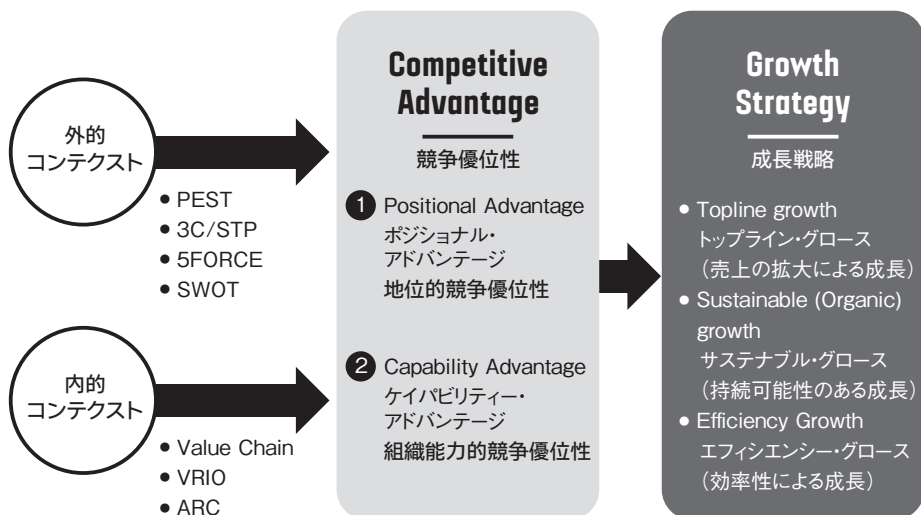 外的
コンテクスト
• PEST
• 3C/STP
• 5FORCE
• SWOT
内的
コンテクスト
• Value Chain
• VRIO
• ARC
Competitive
Advantage
競争優位性
❶ Positional Advantage
ポジショナル・
アドバンテージ
地位的競争優位性
❷ Capability Advantage
ケイパビリティー・
アドバンテージ
組織能力的競争優位性
Growth
Strategy
成長戦略
• Topline growth
トップライン・グロース
（売上の拡大による成長）
• Sustainable (Organic)
growth
サステナブル・グロース
（持続可能性のある成長）
• Efficiency Growth
エフィシエンシー・グロース
（効率性による成長）